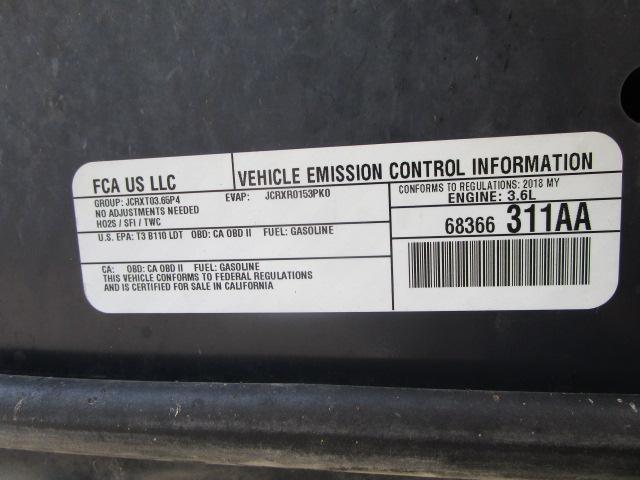 FCA US LLC
VEHICLE EMISSION CONTROL INFORMATION
GROUP: JCRXT03.65P4 EVAP: JCRXR0153PK0
NO ADJUSTMENTS NEEDED
HO2S / SFI / TWC
CONFORMS TO REGULATIONS: 2018 MY
ENGINE: 3.6L
U.S. EPA: T3 B110 LDT OBD: CA OBD II FUEL: GASOLINE
68366 311AA
CA: OBD: CA OBD II FUEL: GASOLINE
THIS VEHICLE CONFORMS TO FEDERAL REGULATIONS
AND IS CERTIFIED FOR SALE IN CALIFORNIA